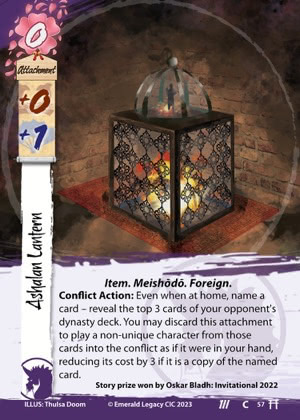 0
Attachment
+0
+1
Ashalan Lantern
Item. Meishōdō. Foreign.
Conflict Action: Even when at home, name a
card – reveal the top 3 cards of your opponent's
dynasty deck. You may discard this attachment
to play a non-unique character from those
cards into the conflict as if it were in your hand,
reducing its cost by 3 if it is a copy of the named
card.
Story prize won by Oskar Bladh: Invitational 2022
ILLUS: Thulsa Doom © Emerald Legacy CIC 2023 C 57